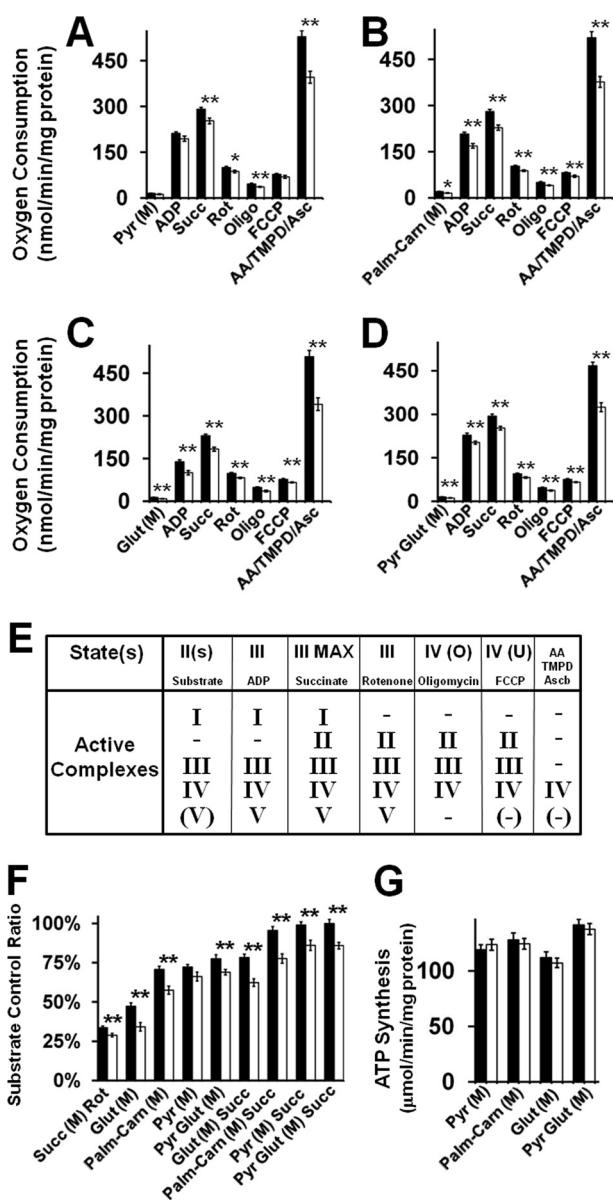 A
Oxygen Consumption
(nmol/min/mg protein)
450
300
150
0
** * ** **
Pyr (M) ADP Succ Rot Oligo FCCP AA/TMPD/Asc
B
450
300
150
0
* ** ** ** ** ** **
Palm-Carn (M) ADP Succ Rot Oligo FCCP AA/TMPD/Asc
C
Oxygen Consumption
(nmol/min/mg protein)
450
300
150
0
** ** ** ** ** ** **
Glut (M) ADP Succ Rot Oligo FCCP AA/TMPD/Asc
D
450
300
150
0
** ** ** ** ** ** **
Pyr Glut (M) ADP Succ Rot Oligo FCCP AA/TMPD/Asc
E
State(s) II(s) III III MAX III IV (O) IV (U) AA TMPD Ascb
Substrate ADP Succinate Rotenone Oligomycin FCCP
Active Complexes
I I I - - - -
- - II II II II -
III III III III III III -
IV IV IV IV IV IV IV
(V) V V V - (-) (-)
F
Substrate Control Ratio
100%
75%
50%
25%
0%
** ** ** ** ** ** ** **
Succ (M) Rot
Glut (M)
Palm-Carn (M)
Pyr (M)
Pyr Glut (M)
Glut (M) Succ
Palm-Carn (M) Succ
Pyr (M) Succ
Pyr Glut (M) Succ
G
ATP Synthesis
(µmol/min/mg protein)
100
50
0
Pyr (M)
Palm-Carn (M)
Glut (M)
Pyr Glut (M)